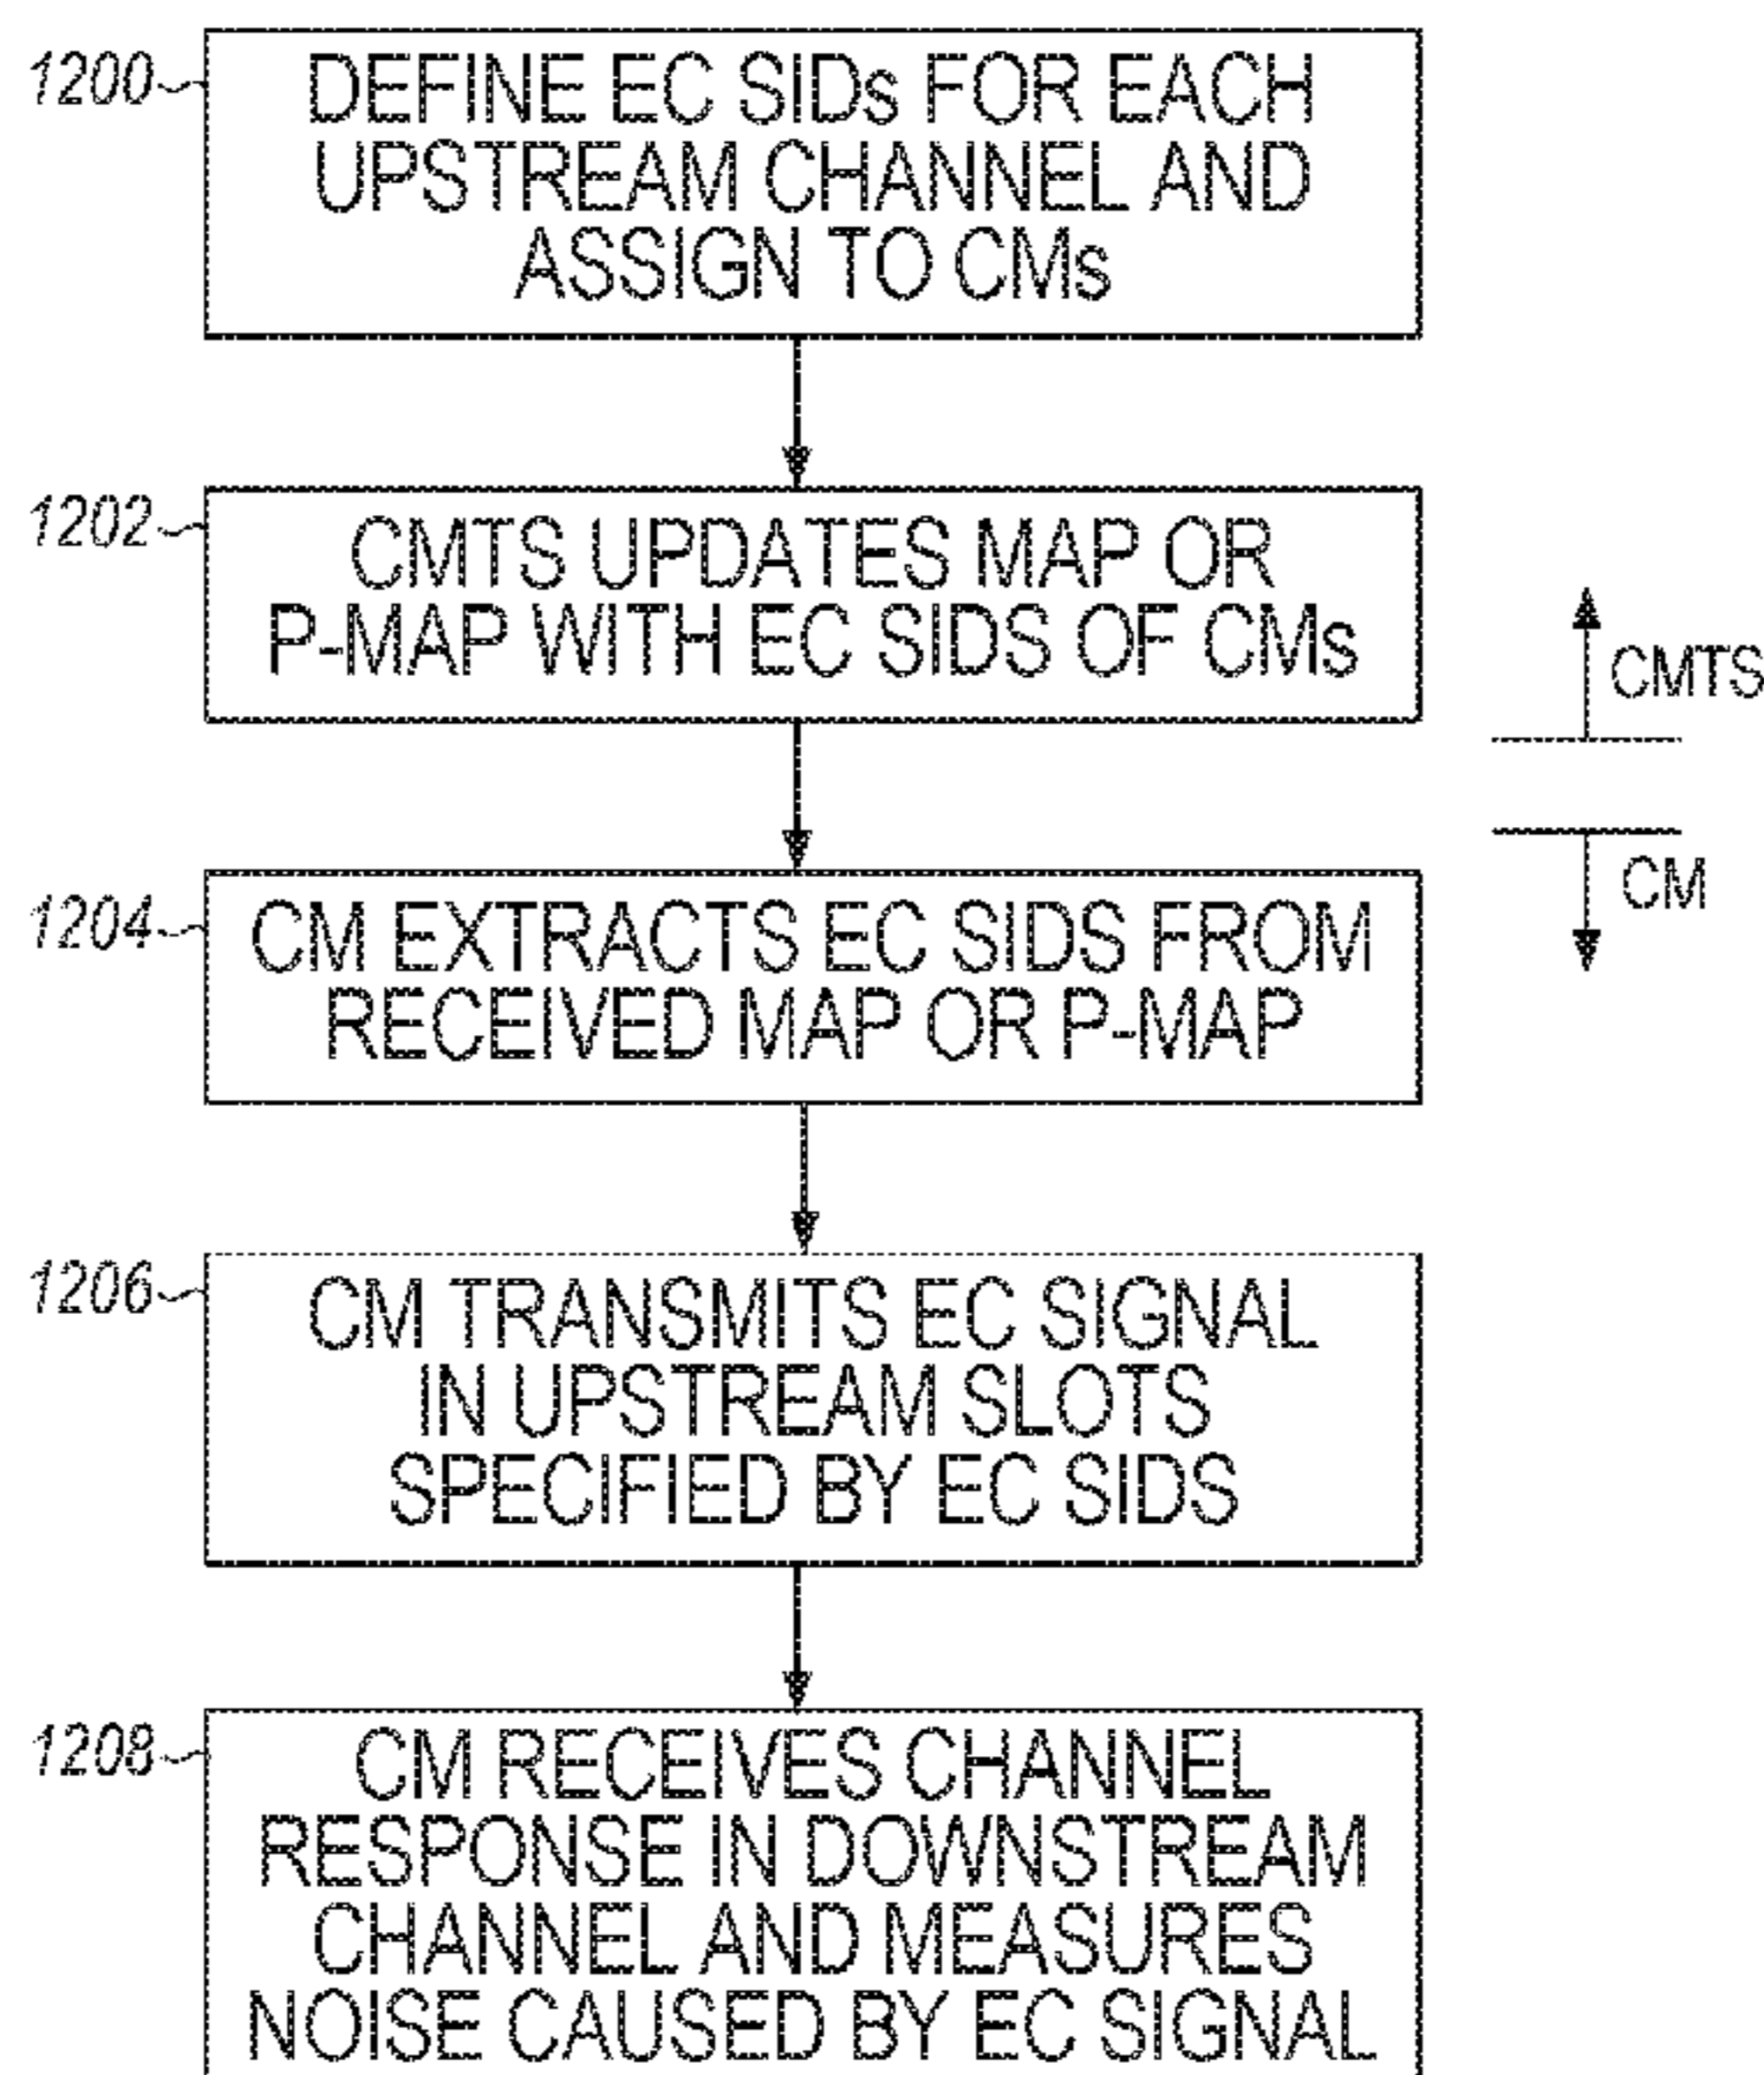 1200
DEFINE EC SIDs FOR EACH
UPSTREAM CHANNEL AND
ASSIGN TO CMs
1202
CMTS UPDATES MAP OR
P-MAP WITH EC SIDS OF CMs
CMTS
CM
1204
CM EXTRACTS EC SIDS FROM
RECEIVED MAP OR P-MAP
1206
CM TRANSMITS EC SIGNAL
IN UPSTREAM SLOTS
SPECIFIED BY EC SIDS
1208
CM RECEIVES CHANNEL
RESPONSE IN DOWNSTREAM
CHANNEL AND MEASURES
NOISE CAUSED BY EC SIGNAL